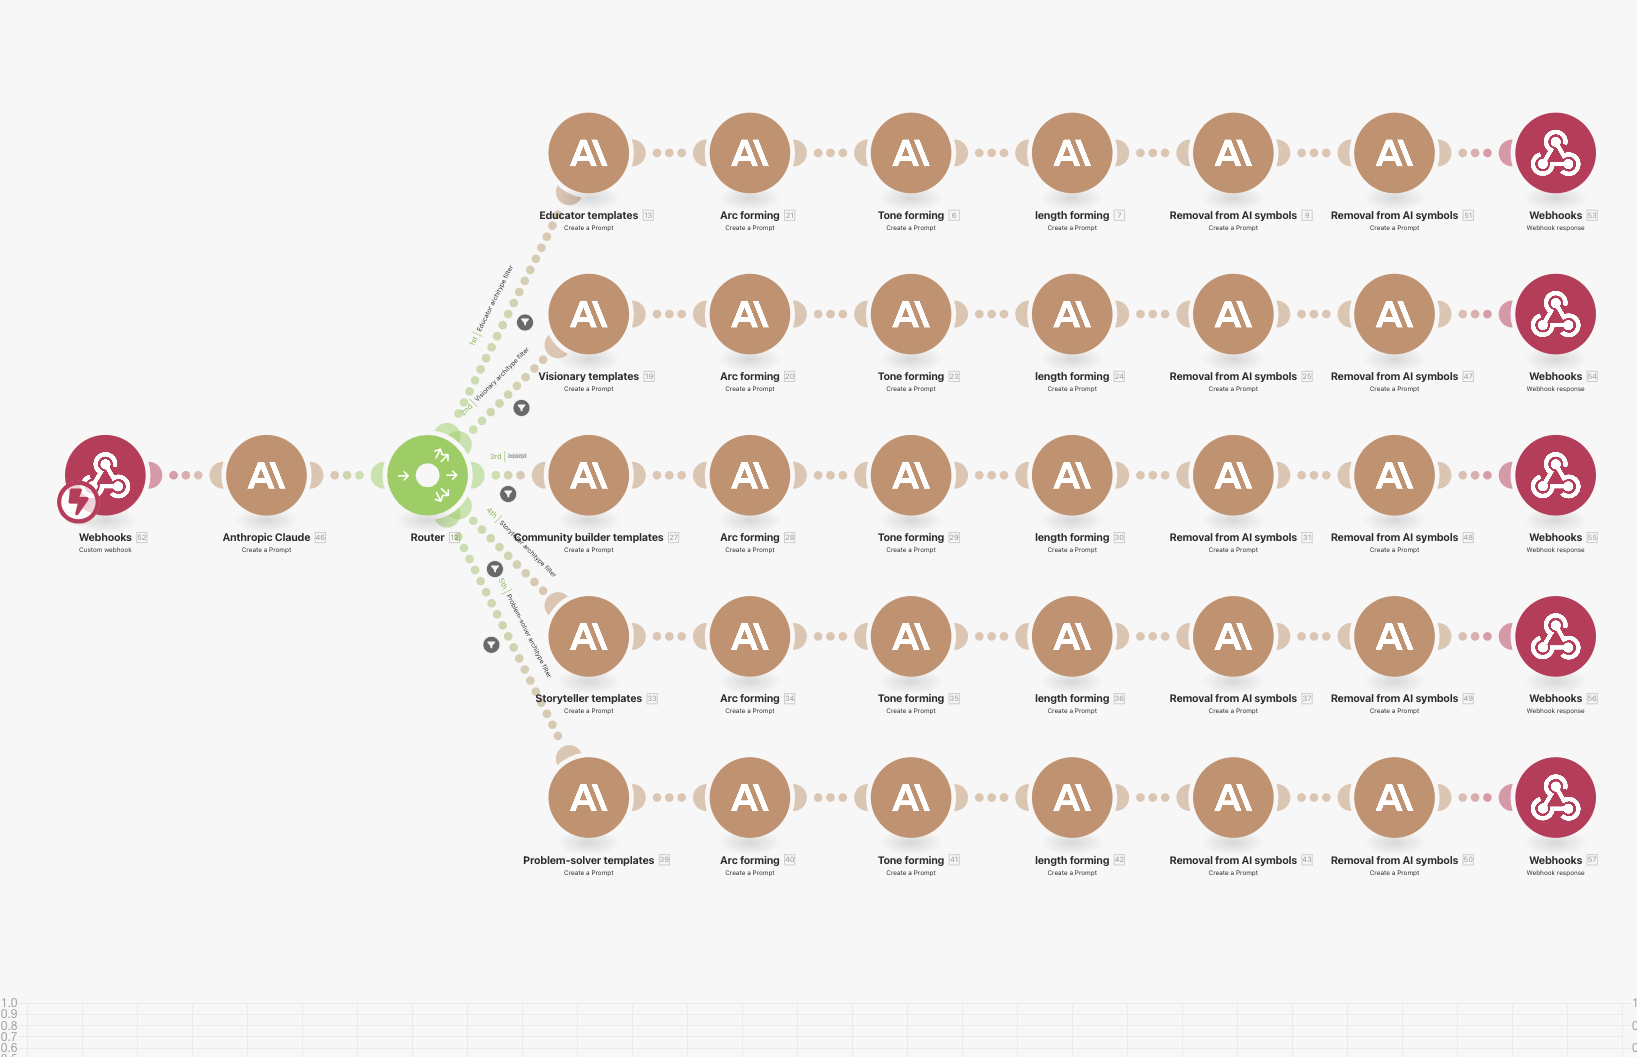 Educator templates 13
Create a Prompt
Arc forming 21
Create a Prompt
Tone forming 6
Create a Prompt
length forming 7
Create a Prompt
Removal from AI symbols 9
Create a Prompt
Removal from AI symbols 51
Create a Prompt
Webhooks 53
Webhook response
1st | Educator architype filter
Visionary templates 19
Create a Prompt
Arc forming 20
Create a Prompt
Tone forming 23
Create a Prompt
length forming 24
Create a Prompt
Removal from AI symbols 25
Create a Prompt
Removal from AI symbols 47
Create a Prompt
Webhooks 54
Webhook response
2nd | Visionary architype filter
3rd |
Webhooks 52
Custom webhook
Anthropic Claude 46
Create a Prompt
Router 12
Community builder templates 27
Create a Prompt
Arc forming 28
Create a Prompt
Tone forming 29
Create a Prompt
length forming 30
Create a Prompt
Removal from AI symbols 31
Create a Prompt
Removal from AI symbols 48
Create a Prompt
Webhooks 55
Webhook response
4th | Storyteller architype filter
5th | Problem-solver architype filter
Storyteller templates 33
Create a Prompt
Arc forming 34
Create a Prompt
Tone forming 35
Create a Prompt
length forming 36
Create a Prompt
Removal from AI symbols 37
Create a Prompt
Removal from AI symbols 49
Create a Prompt
Webhooks 56
Webhook response
Problem-solver templates 39
Create a Prompt
Arc forming 40
Create a Prompt
Tone forming 41
Create a Prompt
length forming 42
Create a Prompt
Removal from AI symbols 43
Create a Prompt
Removal from AI symbols 50
Create a Prompt
Webhooks 57
Webhook response
1.0
0.9
0.8
0.7
0.6